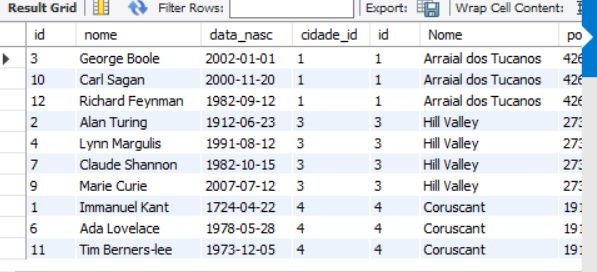 Result Grid Filter Rows: Export: Wrap Cell Content:
id nome data_nasc cidade_id id Nome po
3 George Boole 2002-01-01 1 1 Arraial dos Tucanos 426
10 Carl Sagan 2000-11-20 1 1 Arraial dos Tucanos 426
12 Richard Feynman 1982-09-12 1 1 Arraial dos Tucanos 426
2 Alan Turing 1912-06-23 3 3 Hill Valley 273
4 Lynn Margulis 1991-08-12 3 3 Hill Valley 273
7 Claude Shannon 1982-10-15 3 3 Hill Valley 273
9 Marie Curie 2007-07-12 3 3 Hill Valley 273
1 Immanuel Kant 1724-04-22 4 4 Coruscant 191
6 Ada Lovelace 1978-05-28 4 4 Coruscant 191
11 Tim Berners-lee 1973-12-05 4 4 Coruscant 191